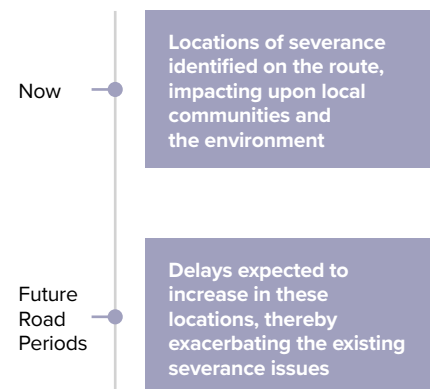 Now
Locations of severance
identified on the route,
impacting upon local
communities and
the environment
Future
Road
Periods
Delays expected to
increase in these
locations, thereby
exacerbating the existing
severance issues